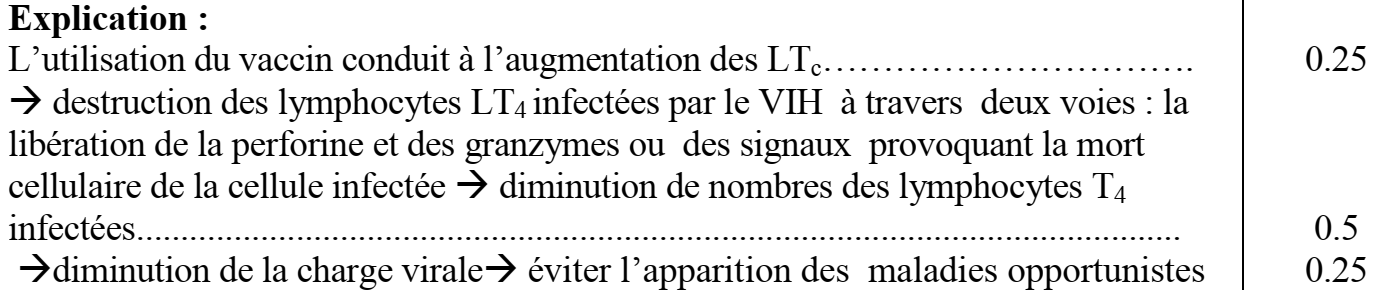 Explication :
L’utilisation du vaccin conduit à l’augmentation des LTc…………………………. 0.25
→ destruction des lymphocytes LT4 infectées par le VIH à travers deux voies : la
libération de la perforine et des granzymes ou des signaux provoquant la mort
cellulaire de la cellule infectée → diminution de nombres des lymphocytes T4
infectées.................................................................................................................. 0.5
→diminution de la charge virale→ éviter l’apparition des maladies opportunistes 0.25